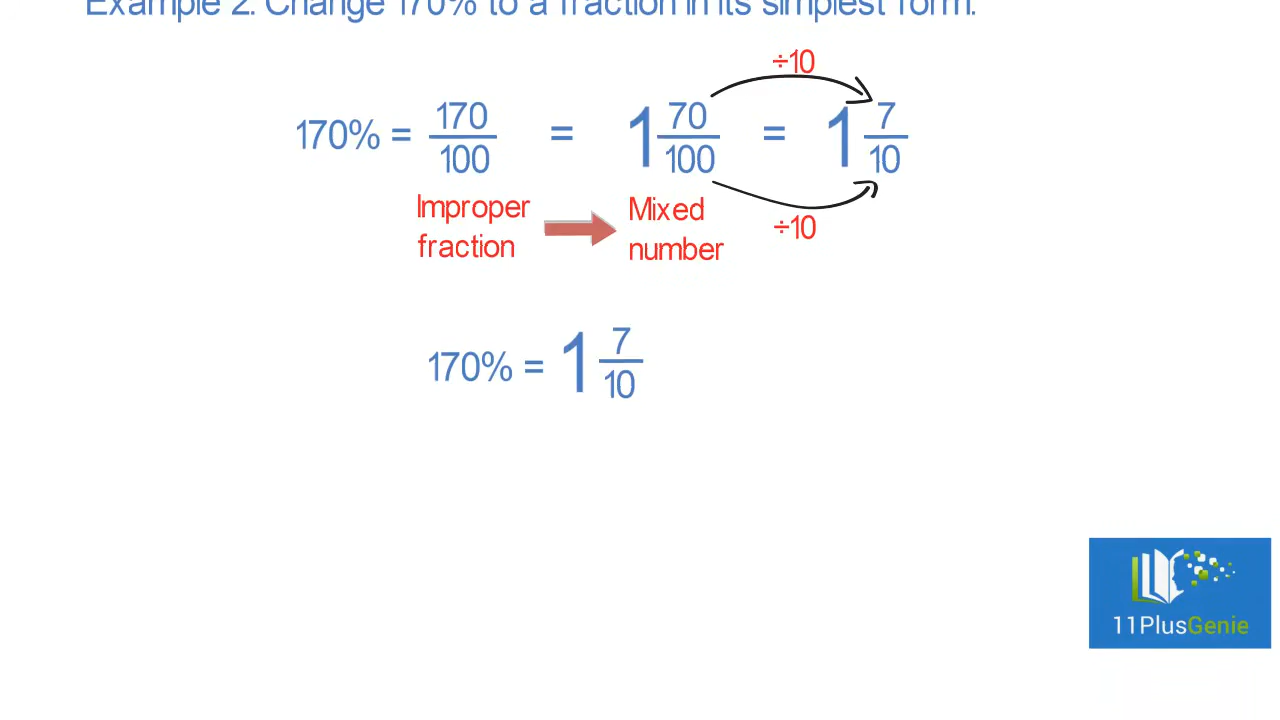 Example 2: Change 170% to a fraction in its simplest form.
÷10
170% = 170/100 = 1 70/100 = 1 7/10
Improper fraction
Mixed number
÷10
170% = 1 7/10
11PlusGenie